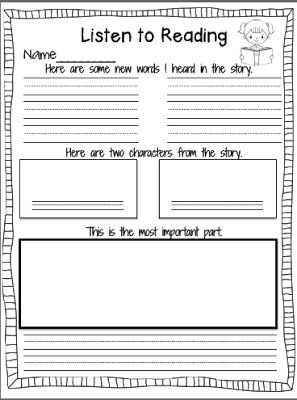 Listen to Reading
Name__________
Here are some new words I heard in the story.
Here are two characters from the story.
This is the most important part.